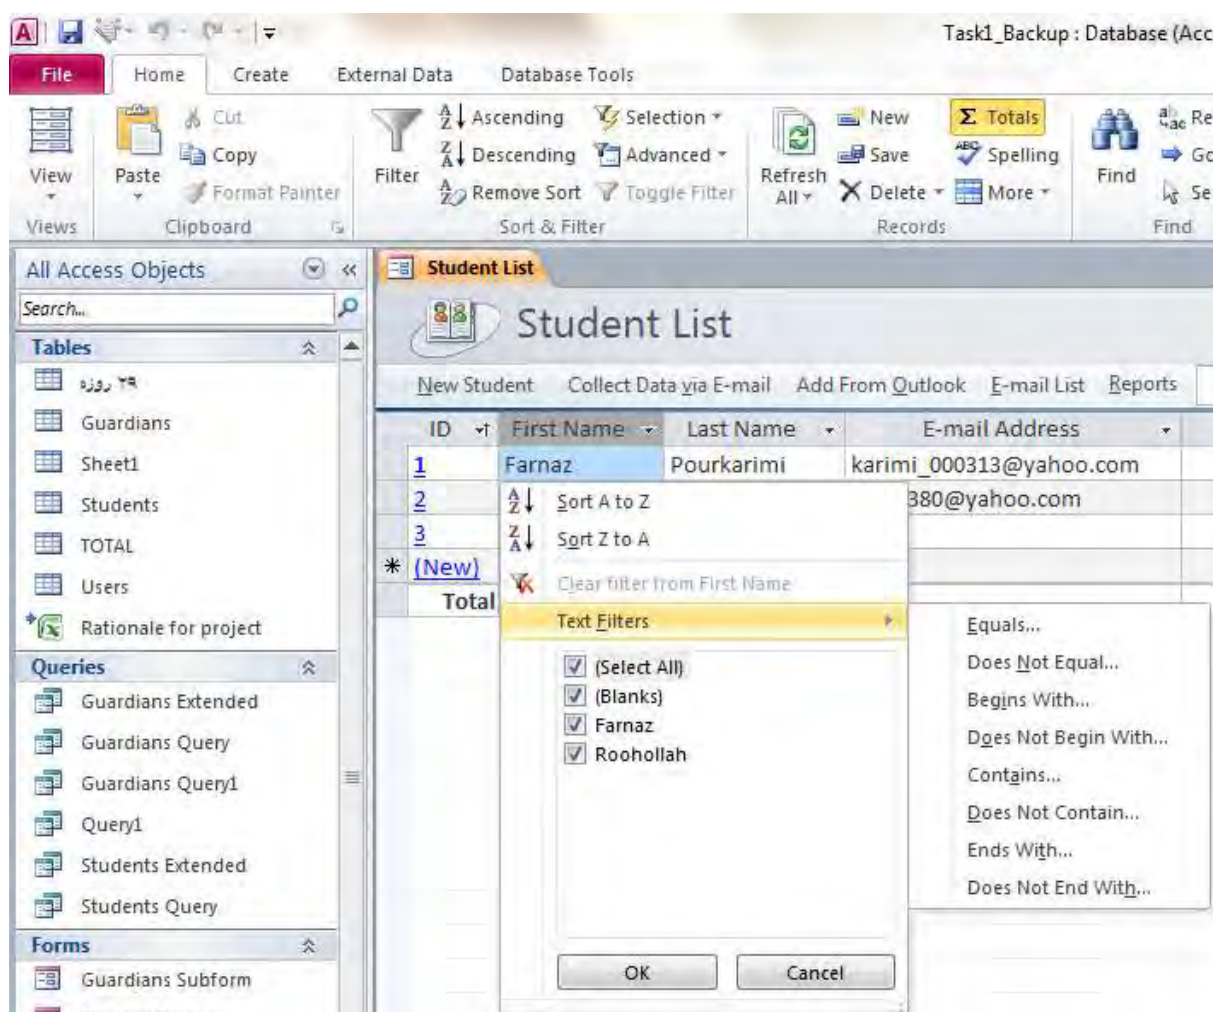 Task1_Backup : Database (Acc
File Home Create External Data Database Tools
View
Views
Paste
Cut
Copy
Format Painter
Clipboard
Filter
Ascending
Descending
Remove Sort
Selection
Advanced
Toggle Filter
Sort & Filter
Refresh All
New
Save
Delete
Totals
Spelling
More
Records
Find
Re
Go
Se
Find
All Access Objects
Search...
Tables
۲۹ روزه
Guardians
Sheet1
Students
TOTAL
Users
Rationale for project
Queries
Guardians Extended
Guardians Query
Guardians Query1
Query1
Students Extended
Students Query
Forms
Guardians Subform
Student List
Student List
New Student Collect Data via E-mail Add From Outlook E-mail List Reports
ID First Name Last Name E-mail Address
1 Farnaz Pourkarimi karimi_000313@yahoo.com
2 380@yahoo.com
3
* (New)
Total
Sort A to Z
Sort Z to A
Clear filter from First Name
Text Filters
(Select All)
(Blanks)
Farnaz
Roohollah
OK Cancel
Equals...
Does Not Equal...
Begins With...
Does Not Begin With...
Contains...
Does Not Contain...
Ends With...
Does Not End With...